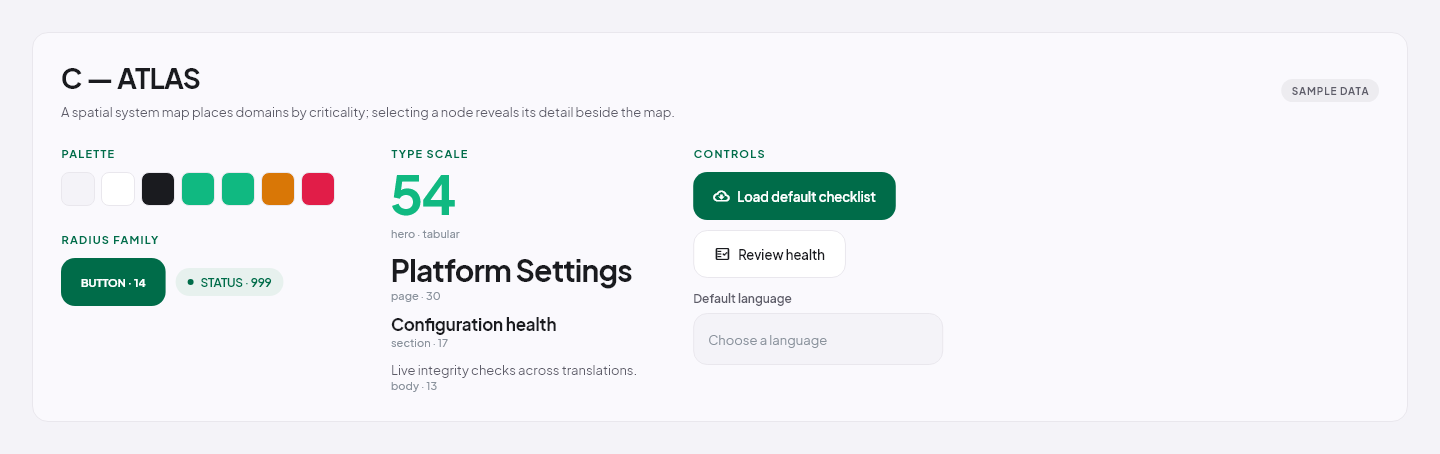 C — ATLAS
A spatial system map places domains by criticality; selecting a node reveals its detail beside the map.
SAMPLE DATA
PALETTE
RADIUS FAMILY
BUTTON · 14
STATUS · 999
TYPE SCALE
54
hero · tabular
Platform Settings
page · 30
Configuration health
section · 17
Live integrity checks across translations.
body · 13
CONTROLS
Load default checklist
Review health
Default language
Choose a language